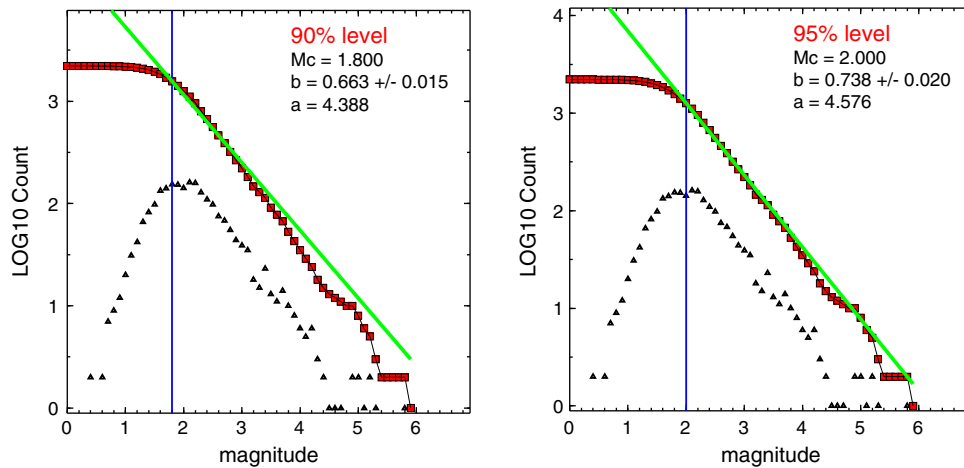 90% level
Mc = 1.800
b = 0.663 +/- 0.015
a = 4.388
LOG10 Count
3
2
1
0
0 1 2 3 4 5 6
magnitude
95% level
Mc = 2.000
b = 0.738 +/- 0.020
a = 4.576
LOG10 Count
4
3
2
1
0
0 1 2 3 4 5 6
magnitude